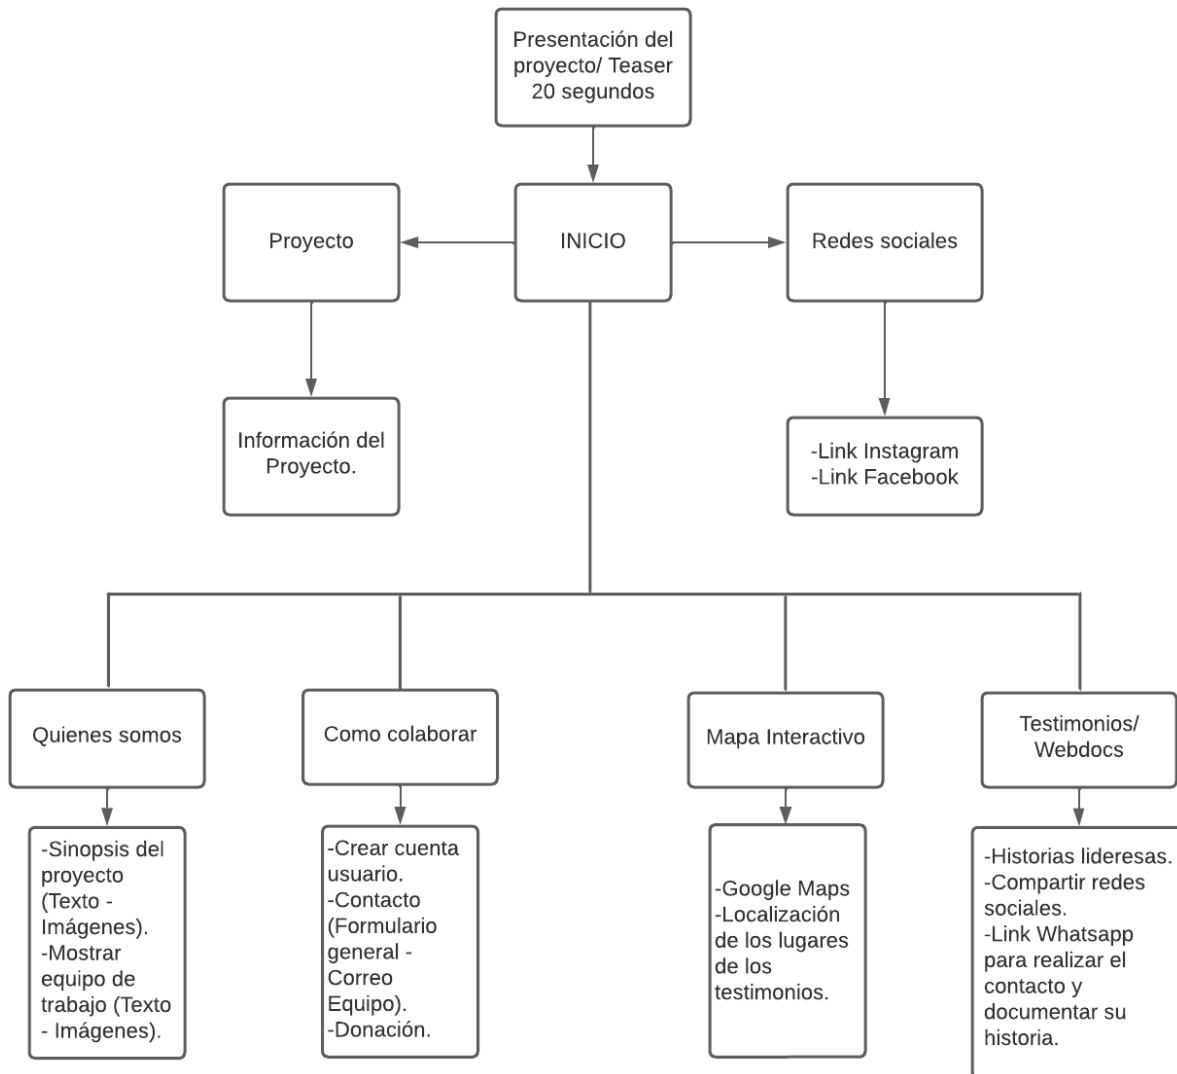 Presentación del
proyecto/ Teaser
20 segundos
Proyecto
INICIO
Redes sociales
Información del
Proyecto.
-Link Instagram
-Link Facebook
Quienes somos
Como colaborar
Mapa Interactivo
Testimonios/
Webdocs
-Sinopsis del
proyecto
(Texto -
Imágenes).
-Mostrar
equipo de
trabajo (Texto
- Imágenes).
-Crear cuenta
usuario.
-Contacto
(Formulario
general -
Correo
Equipo).
-Donación.
-Google Maps
-Localización
de los lugares
de los
testimonios.
-Historias lideresas.
-Compartir redes
sociales.
-Link Whatsapp
para realizar el
contacto y
documentar su
historia.